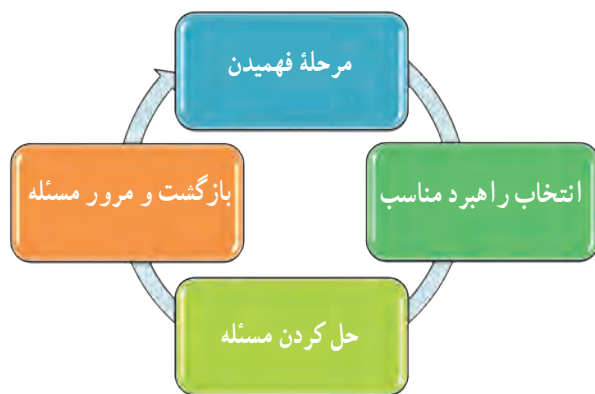 مرحلهٔ فهمیدن
انتخاب راهبرد مناسب
حل کردن مسئله
بازگشت و مرور مسئله